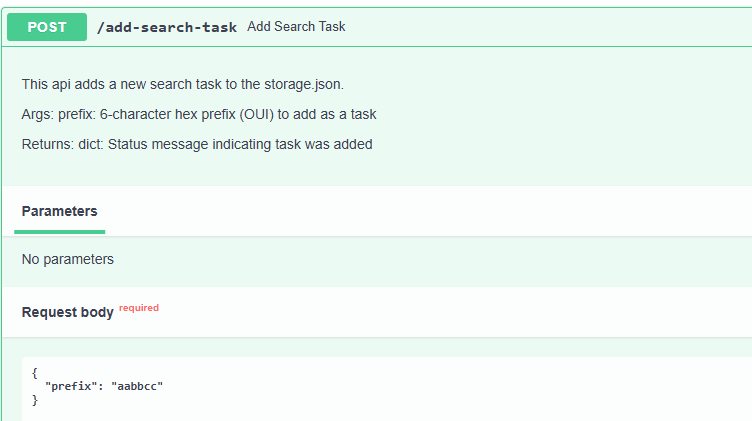 POST /add-search-task Add Search Task
This api adds a new search task to the storage.json.
Args: prefix: 6-character hex prefix (OUI) to add as a task
Returns: dict: Status message indicating task was added
Parameters
No parameters
Request body required
{
"prefix": "aabbcc"
}